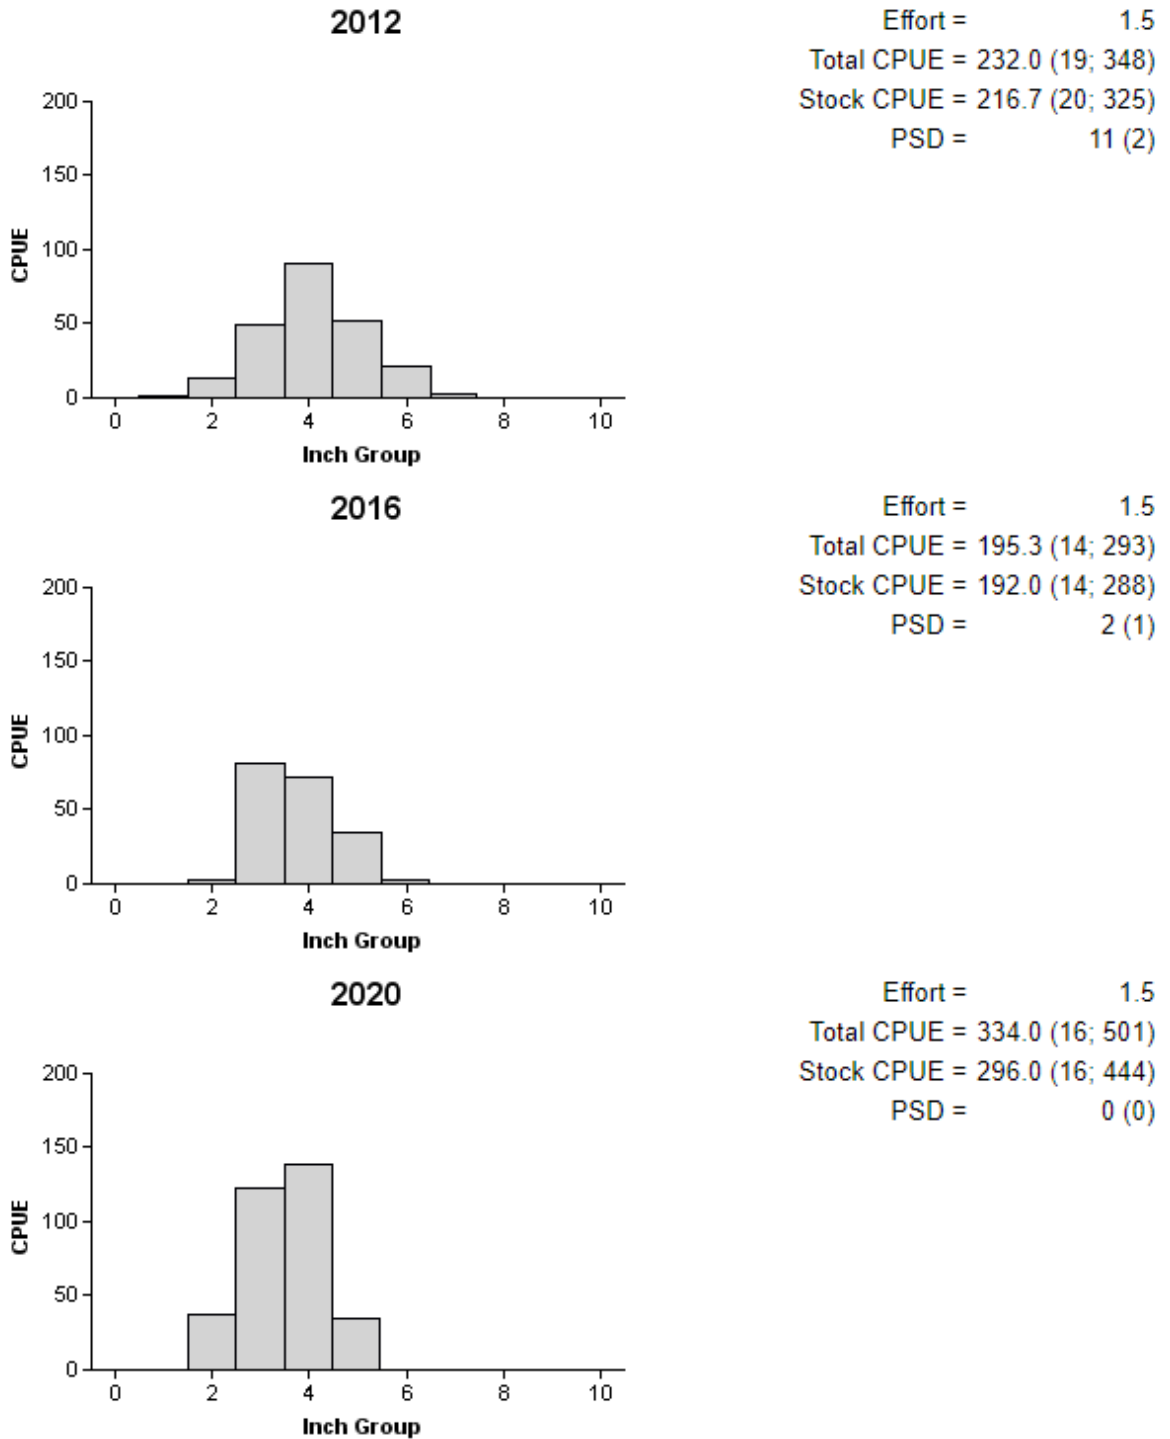 2012
Effort = 1.5
Total CPUE = 232.0 (19; 348)
Stock CPUE = 216.7 (20; 325)
PSD = 11 (2)
200
150
100
50
0
CPUE
0 2 4 6 8 10
Inch Group
2016
Effort = 1.5
Total CPUE = 195.3 (14; 293)
Stock CPUE = 192.0 (14; 288)
PSD = 2 (1)
200
150
100
50
0
CPUE
0 2 4 6 8 10
Inch Group
2020
Effort = 1.5
Total CPUE = 334.0 (16; 501)
Stock CPUE = 296.0 (16; 444)
PSD = 0 (0)
200
150
100
50
0
CPUE
0 2 4 6 8 10
Inch Group